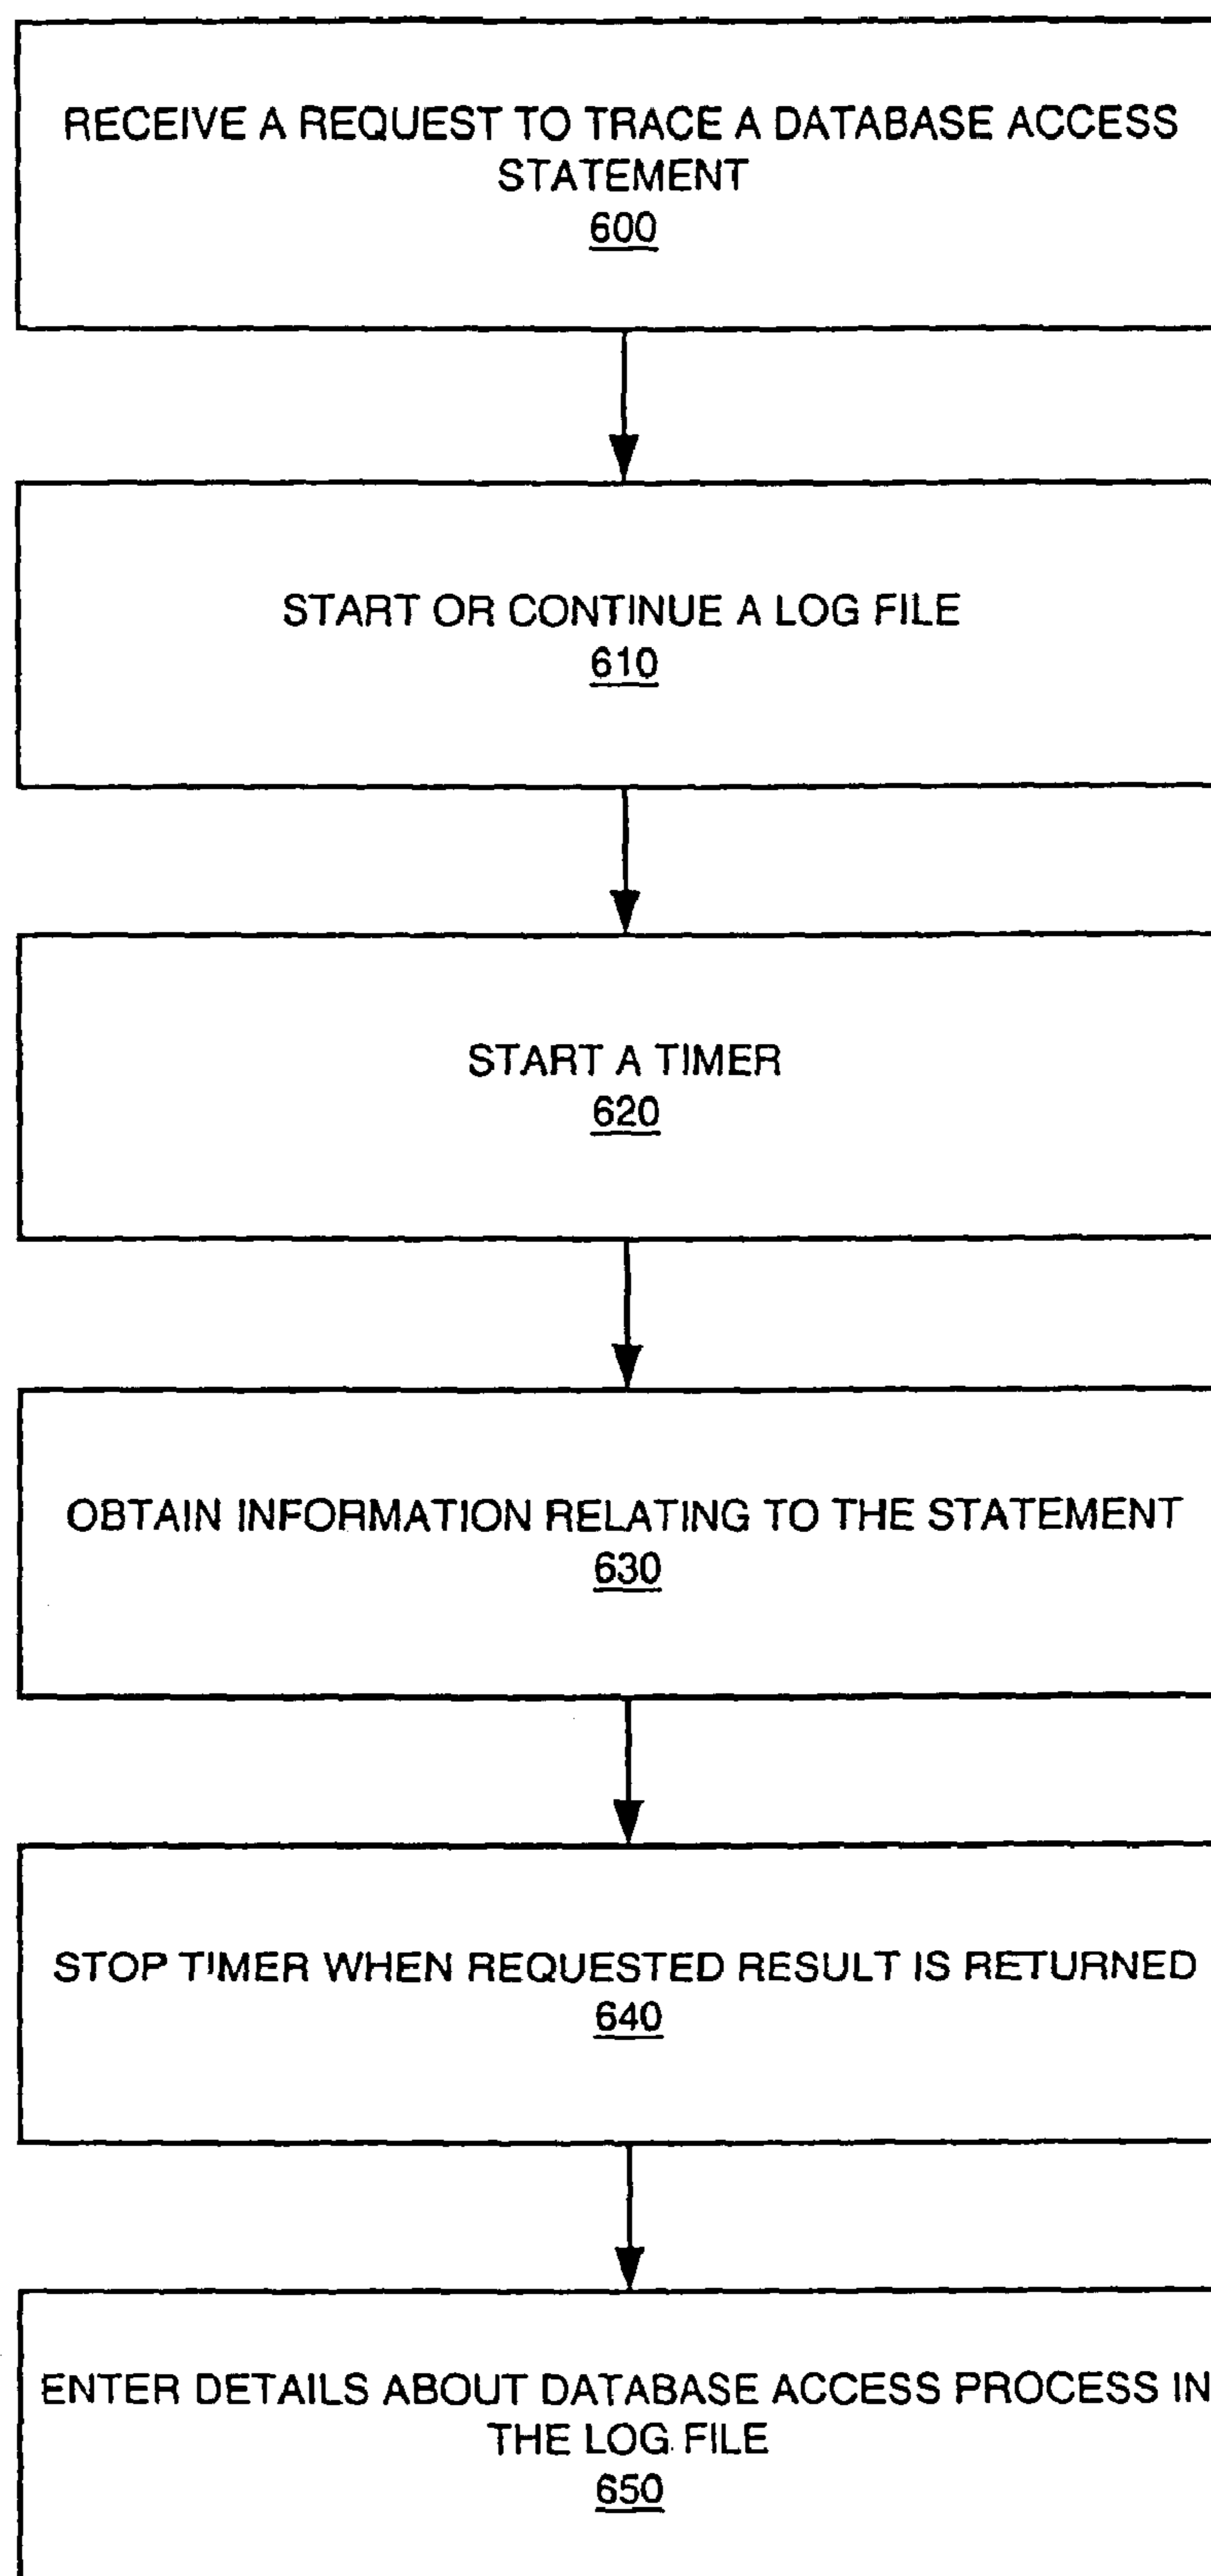 RECEIVE A REQUEST TO TRACE A DATABASE ACCESS
STATEMENT
600
START OR CONTINUE A LOG FILE
610
START A TIMER
620
OBTAIN INFORMATION RELATING TO THE STATEMENT
630
STOP TIMER WHEN REQUESTED RESULT IS RETURNED
640
ENTER DETAILS ABOUT DATABASE ACCESS PROCESS IN
THE LOG FILE
650